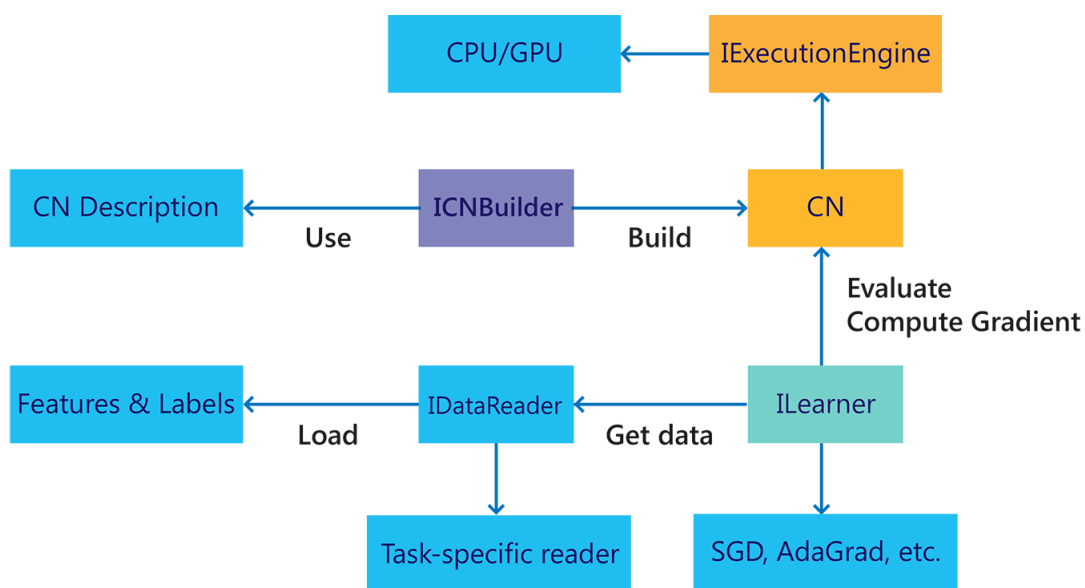 CPU/GPU
IExecutionEngine
CN Description
ICNBuilder
CN
Use
Build
Evaluate
Compute Gradient
Features & Labels
IDataReader
ILearner
Load
Get data
Task-specific reader
SGD, AdaGrad, etc.